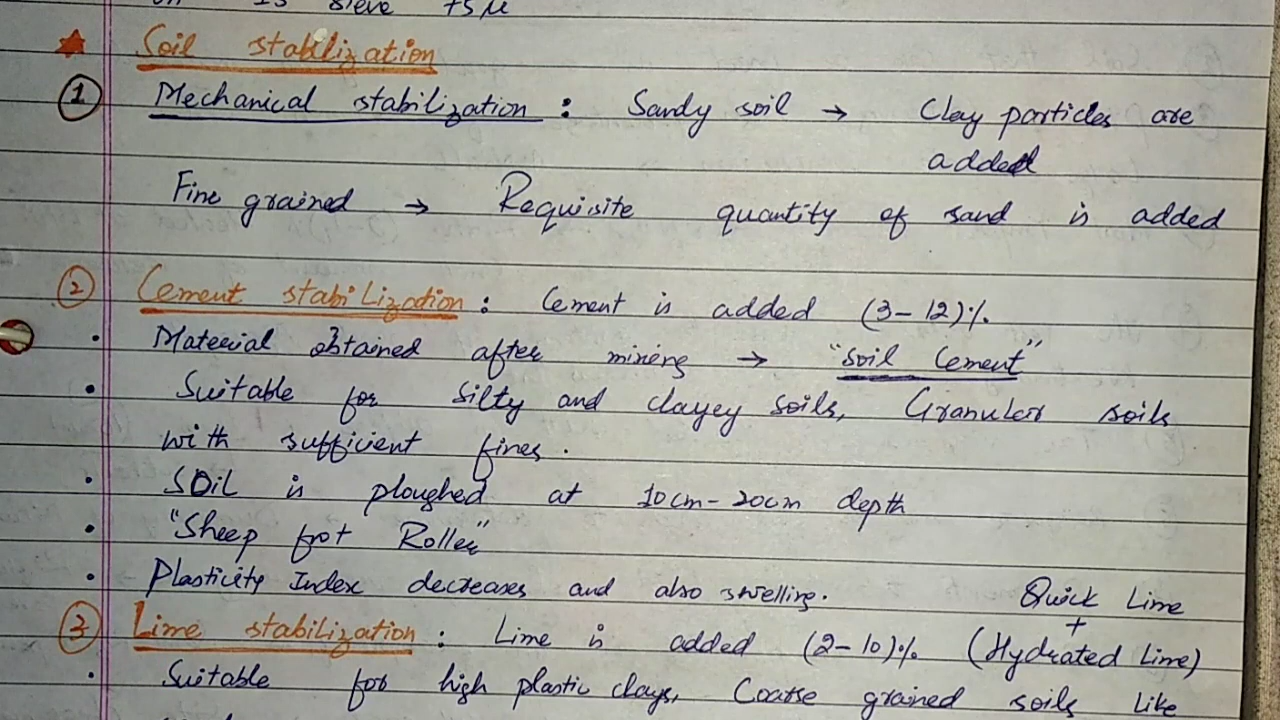 on IS sieve 75μ
Soil stabilization
① Mechanical stabilization : Sandy soil → Clay particles are
added
Fine grained → Requisite quantity of sand is added
② Cement stabilization : Cement is added (3-12)%.
• Material obtained after mixing → "Soil Cement"
• Suitable for silty and clayey soils, Granular soils
with sufficient fines.
• Soil is ploughed at 10cm-20cm depth
• "Sheep foot Roller"
• Plasticity Index decreases and also swelling.
Quick Lime
+
③ Lime stabilization : Lime is added (2-10)% (Hydrated Lime)
• Suitable for high plastic clays, Coarse grained soils like